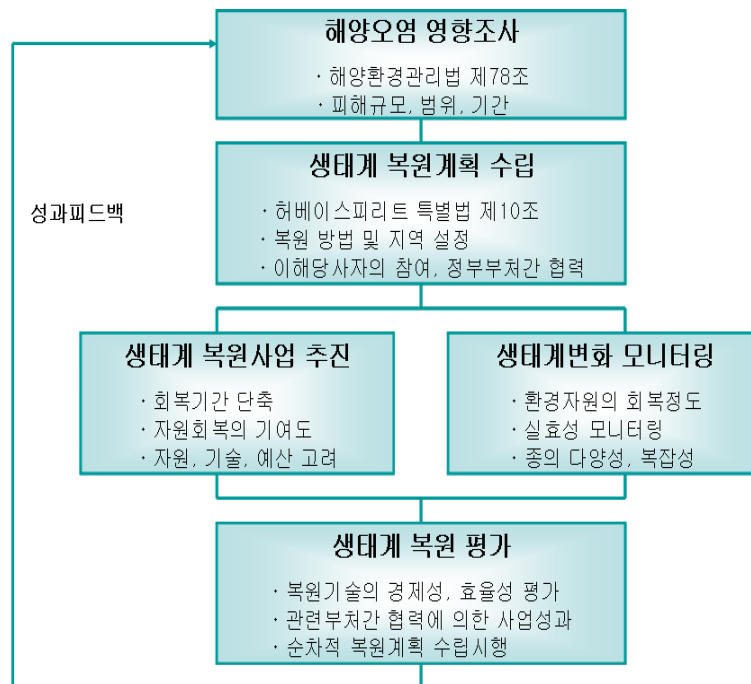 해양오염 영향조사
· 해양환경관리법 제78조
· 피해규모, 범위, 기간
생태계 복원계획 수립
성과피드백
· 허베이스피리트 특별법 제10조
· 복원 방법 및 지역 설정
· 이해당사자의 참여, 정부부처간 협력
생태계 복원사업 추진
· 회복기간 단축
· 자원회복의 기여도
· 자원, 기술, 예산 고려
생태계변화 모니터링
· 환경자원의 회복정도
· 실효성 모니터링
· 종의 다양성, 복잡성
생태계 복원 평가
· 복원기술의 경제성, 효율성 평가
· 관련부처간 협력에 의한 사업성과
· 순차적 복원계획 수립시행